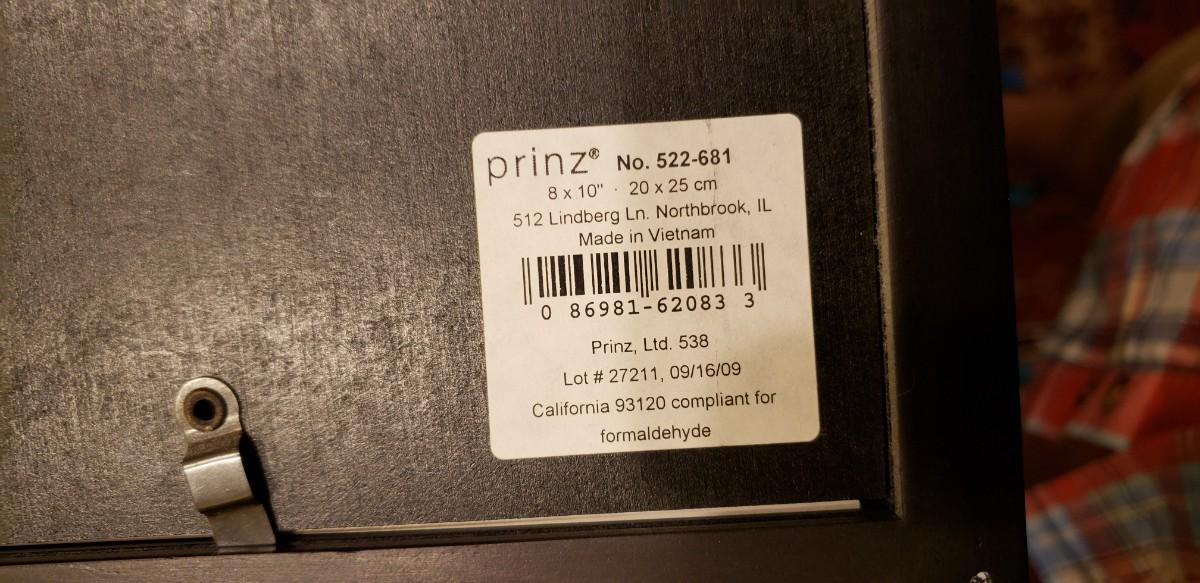 prinz® No. 522-681
8 x 10" · 20 x 25 cm
512 Lindberg Ln. Northbrook, IL
Made in Vietnam
0 86981-62083 3
Prinz, Ltd. 538
Lot # 27211, 09/16/09
California 93120 compliant for
formaldehyde